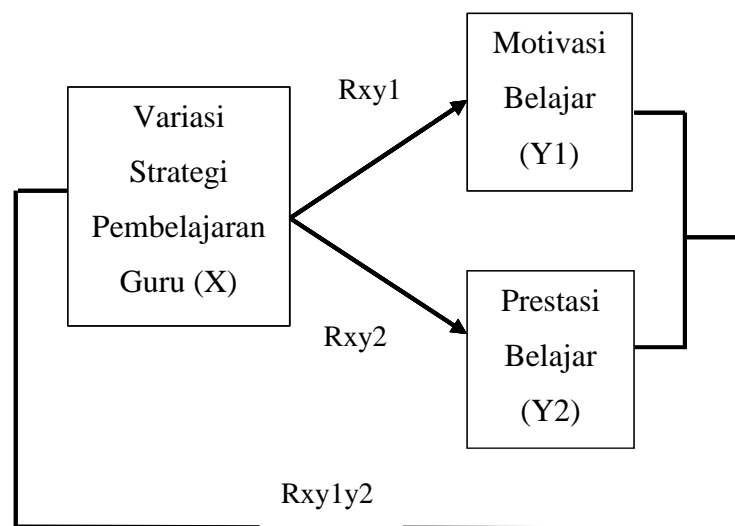 Variasi
Strategi
Pembelajaran
Guru (X)
Rxy1
Motivasi
Belajar
(Y1)
Rxy2
Prestasi
Belajar
(Y2)
Rxy1y2